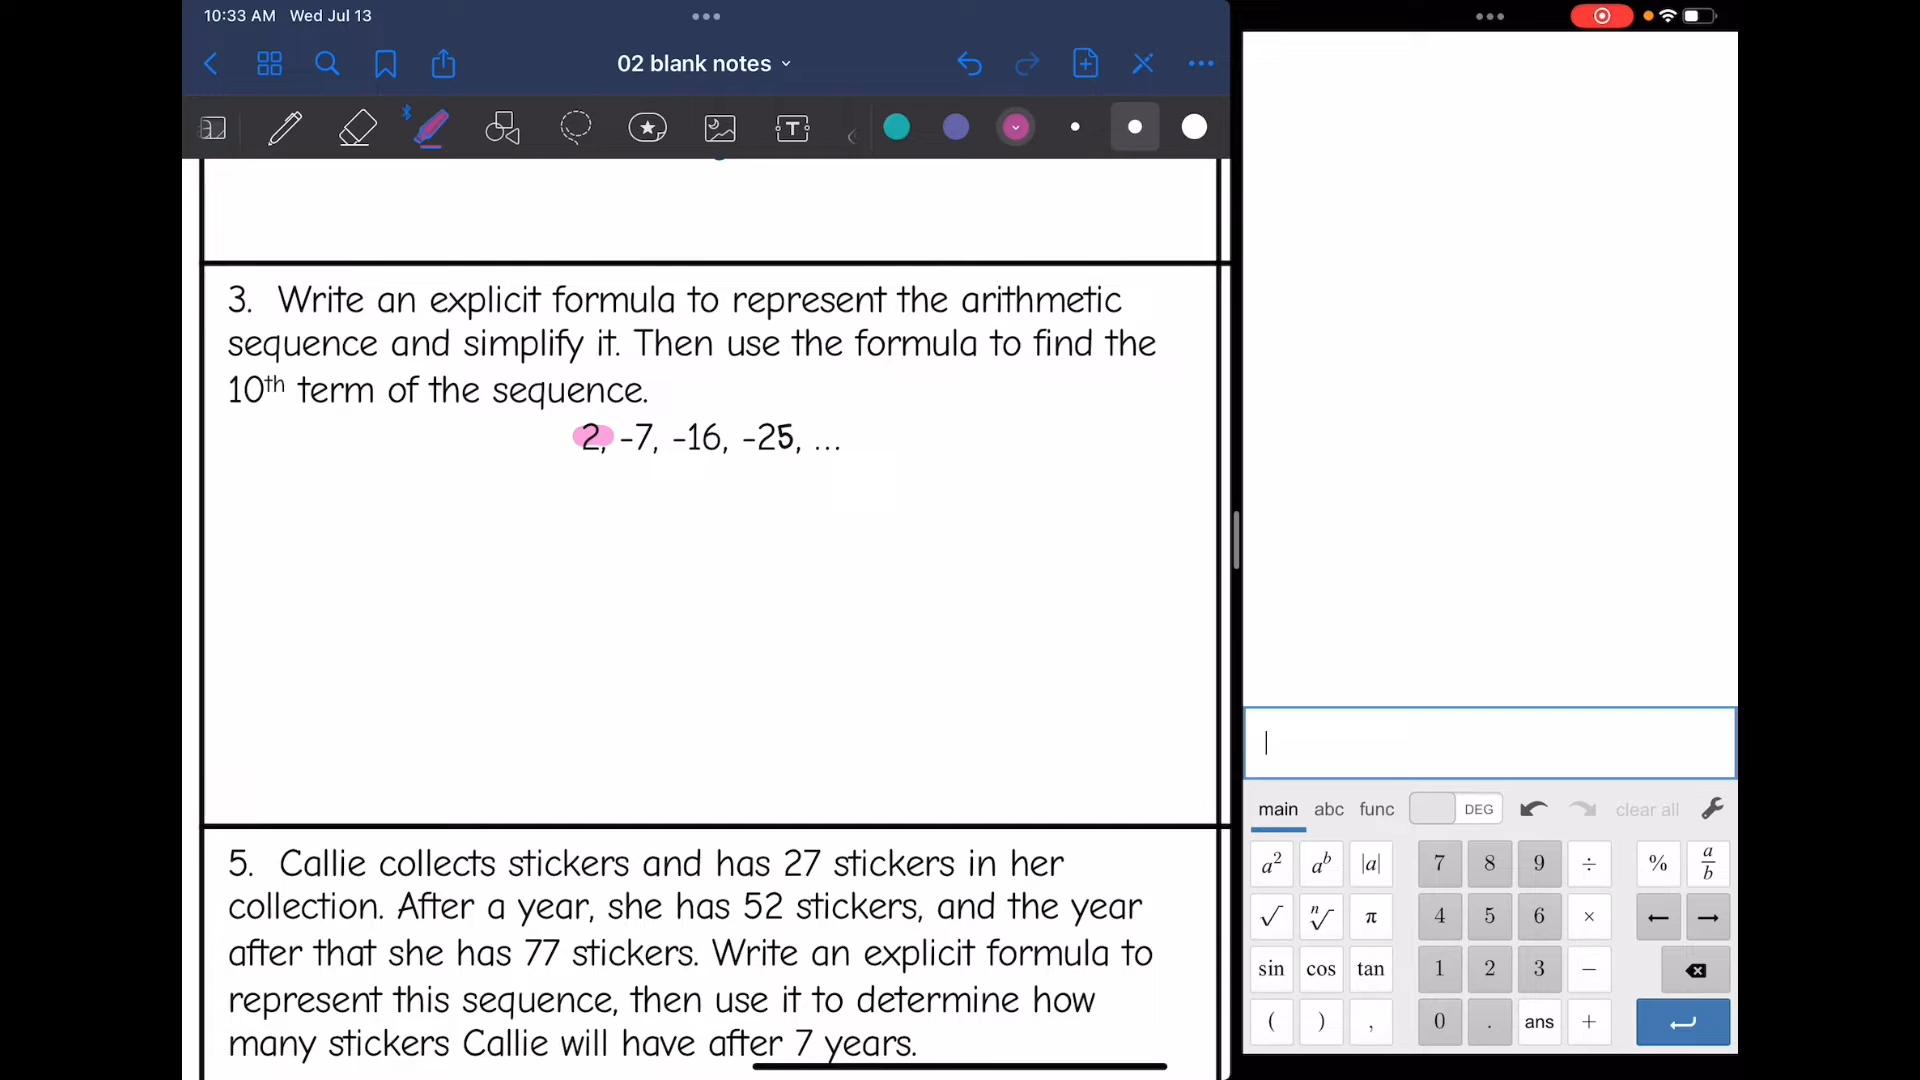 10:33 AM Wed Jul 13
02 blank notes
T
3. Write an explicit formula to represent the arithmetic
sequence and simplify it. Then use the formula to find the
10th term of the sequence.
2, -7, -16, -25, ...
5. Callie collects stickers and has 27 stickers in her
collection. After a year, she has 52 stickers, and the year
after that she has 77 stickers. Write an explicit formula to
represent this sequence, then use it to determine how
many stickers Callie will have after 7 years.
main abc func DEG clear all
a² aᵇ |a| 7 8 9 ÷ % a/b
√ ⁿ√ π 4 5 6 × ← →
sin cos tan 1 2 3 −
( ) , 0 . ans +